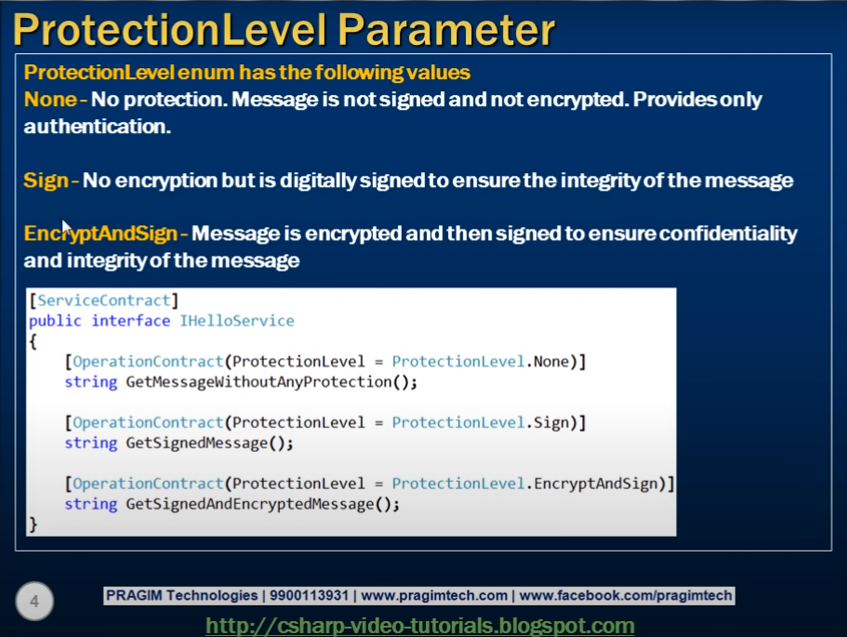 ProtectionLevel Parameter
ProtectionLevel enum has the following values
None - No protection. Message is not signed and not encrypted. Provides only
authentication.
Sign - No encryption but is digitally signed to ensure the integrity of the message
EncryptAndSign - Message is encrypted and then signed to ensure confidentiality
and integrity of the message
[ServiceContract]
public interface IHelloService
{
[OperationContract(ProtectionLevel = ProtectionLevel.None)]
string GetMessageWithoutAnyProtection();
[OperationContract(ProtectionLevel = ProtectionLevel.Sign)]
string GetSignedMessage();
[OperationContract(ProtectionLevel = ProtectionLevel.EncryptAndSign)]
string GetSignedAndEncryptedMessage();
}
4
PRAGIM Technologies | 9900113931 | www.pragimtech.com | www.facebook.com/pragimtech
http://csharp-video-tutorials.blogspot.com